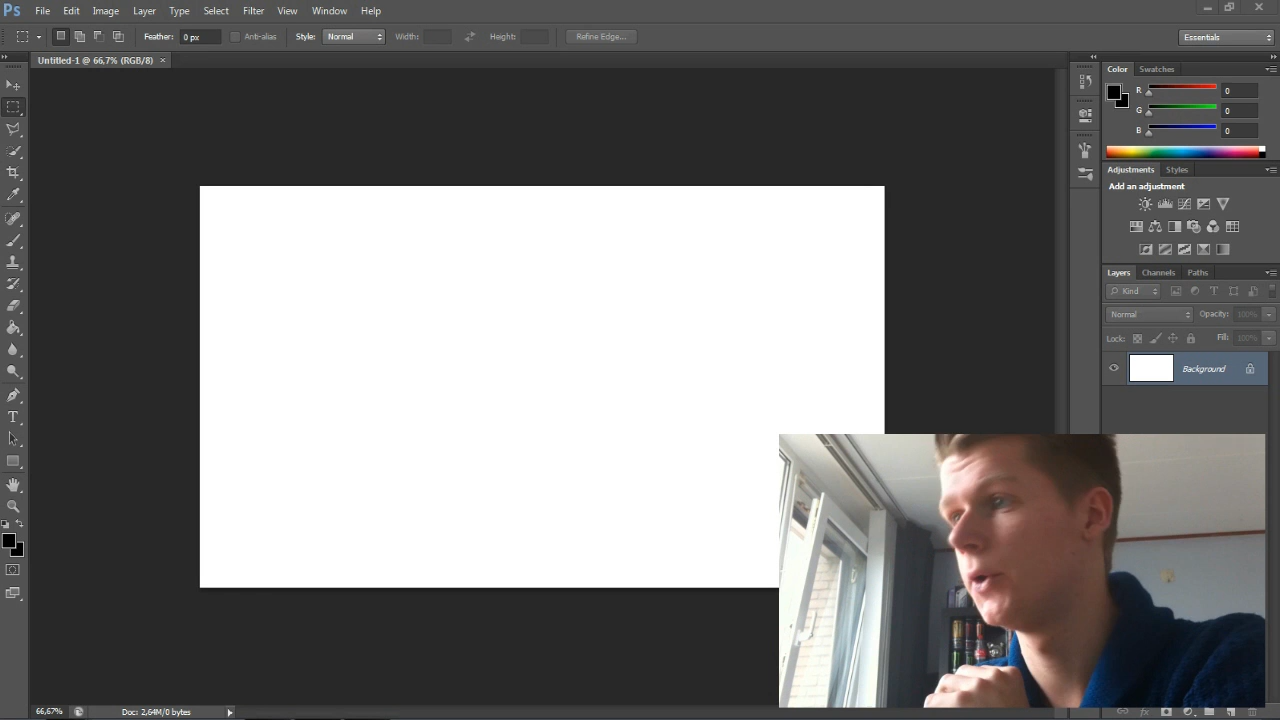 Ps File Edit Image Layer Type Select Filter View Window Help
Feather: 0 px Anti-alias Style: Normal Width: Height: Refine Edge... Essentials
Untitled-1 @ 66,7% (RGB/8) ×
Color Swatches
R 0
G 0
B 0
Adjustments Styles
Add an adjustment
Layers Channels Paths
Kind
Normal Opacity: 100%
Lock: Fill: 100%
Background
66,67% Doc: 2,64M/0 bytes